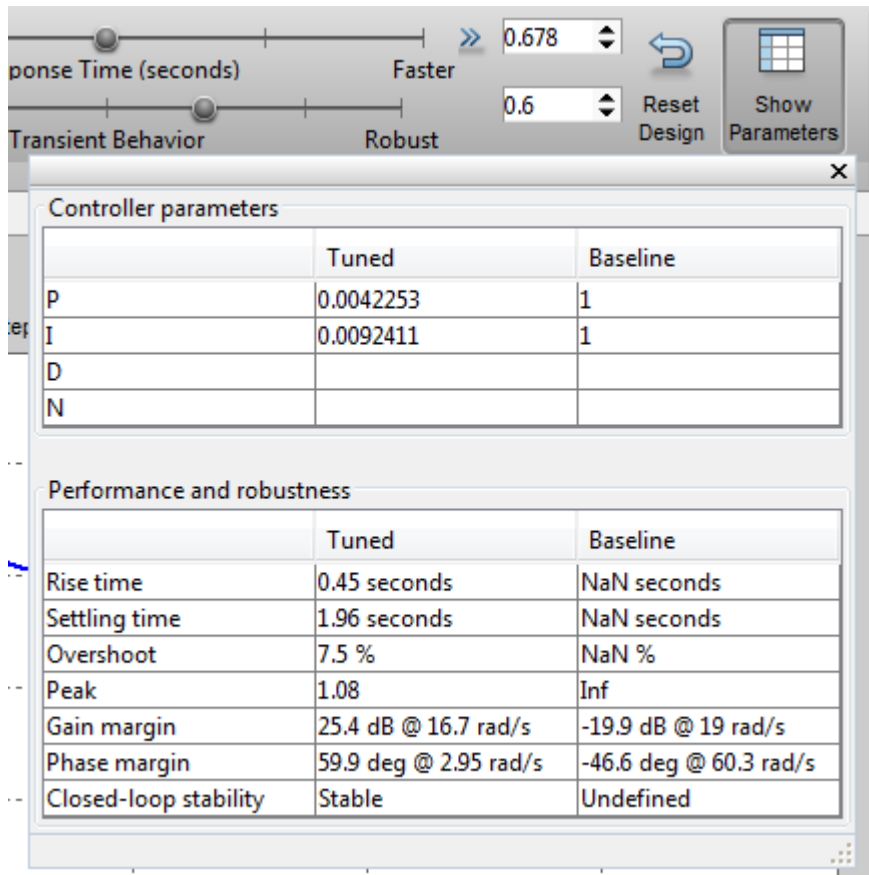 0.678
ponse Time (seconds) Faster
0.6
Reset Design
Show Parameters
Transient Behavior Robust
Controller parameters
Tuned Baseline
P 0.0042253 1
I 0.0092411 1
D
N
tep
Performance and robustness
Tuned Baseline
Rise time 0.45 seconds NaN seconds
Settling time 1.96 seconds NaN seconds
Overshoot 7.5 % NaN %
Peak 1.08 Inf
Gain margin 25.4 dB @ 16.7 rad/s -19.9 dB @ 19 rad/s
Phase margin 59.9 deg @ 2.95 rad/s -46.6 deg @ 60.3 rad/s
Closed-loop stability Stable Undefined